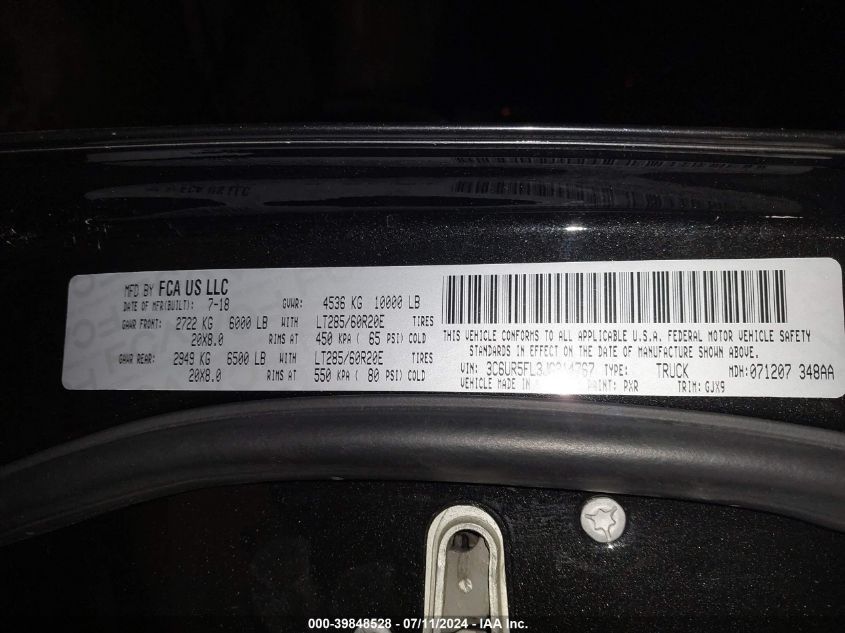 MFD BY FCA US LLC
DATE OF MFR(BUILT): 7-18 GVWR: 4536 KG 10000 LB
GAWR FRONT: 2722 KG 6000 LB WITH LT285/60R20E TIRES
20X8.0 RIMS AT 450 KPA ( 65 PSI) COLD
GAWR REAR: 2949 KG 6500 LB WITH LT285/60R20E TIRES
20X8.0 RIMS AT 550 KPA ( 80 PSI) COLD
THIS VEHICLE CONFORMS TO ALL APPLICABLE U.S.A. FEDERAL MOTOR VEHICLE SAFETY
STANDARDS IN EFFECT ON THE DATE OF MANUFACTURE SHOWN ABOVE.
VIN: TYPE: TRUCK MDH:071207 348AA
VEHICLE MADE IN PAINT: PXR TRIM: GJX9
000-39848528 - 07/11/2024 - IAA Inc.